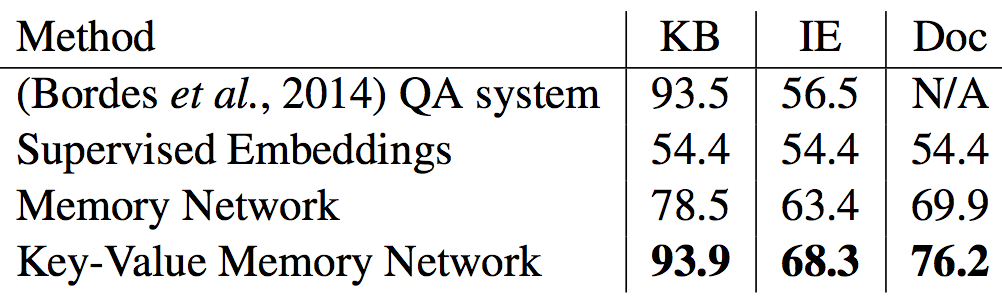 Method KB IE Doc
(Bordes et al., 2014) QA system 93.5 56.5 N/A
Supervised Embeddings 54.4 54.4 54.4
Memory Network 78.5 63.4 69.9
Key-Value Memory Network 93.9 68.3 76.2